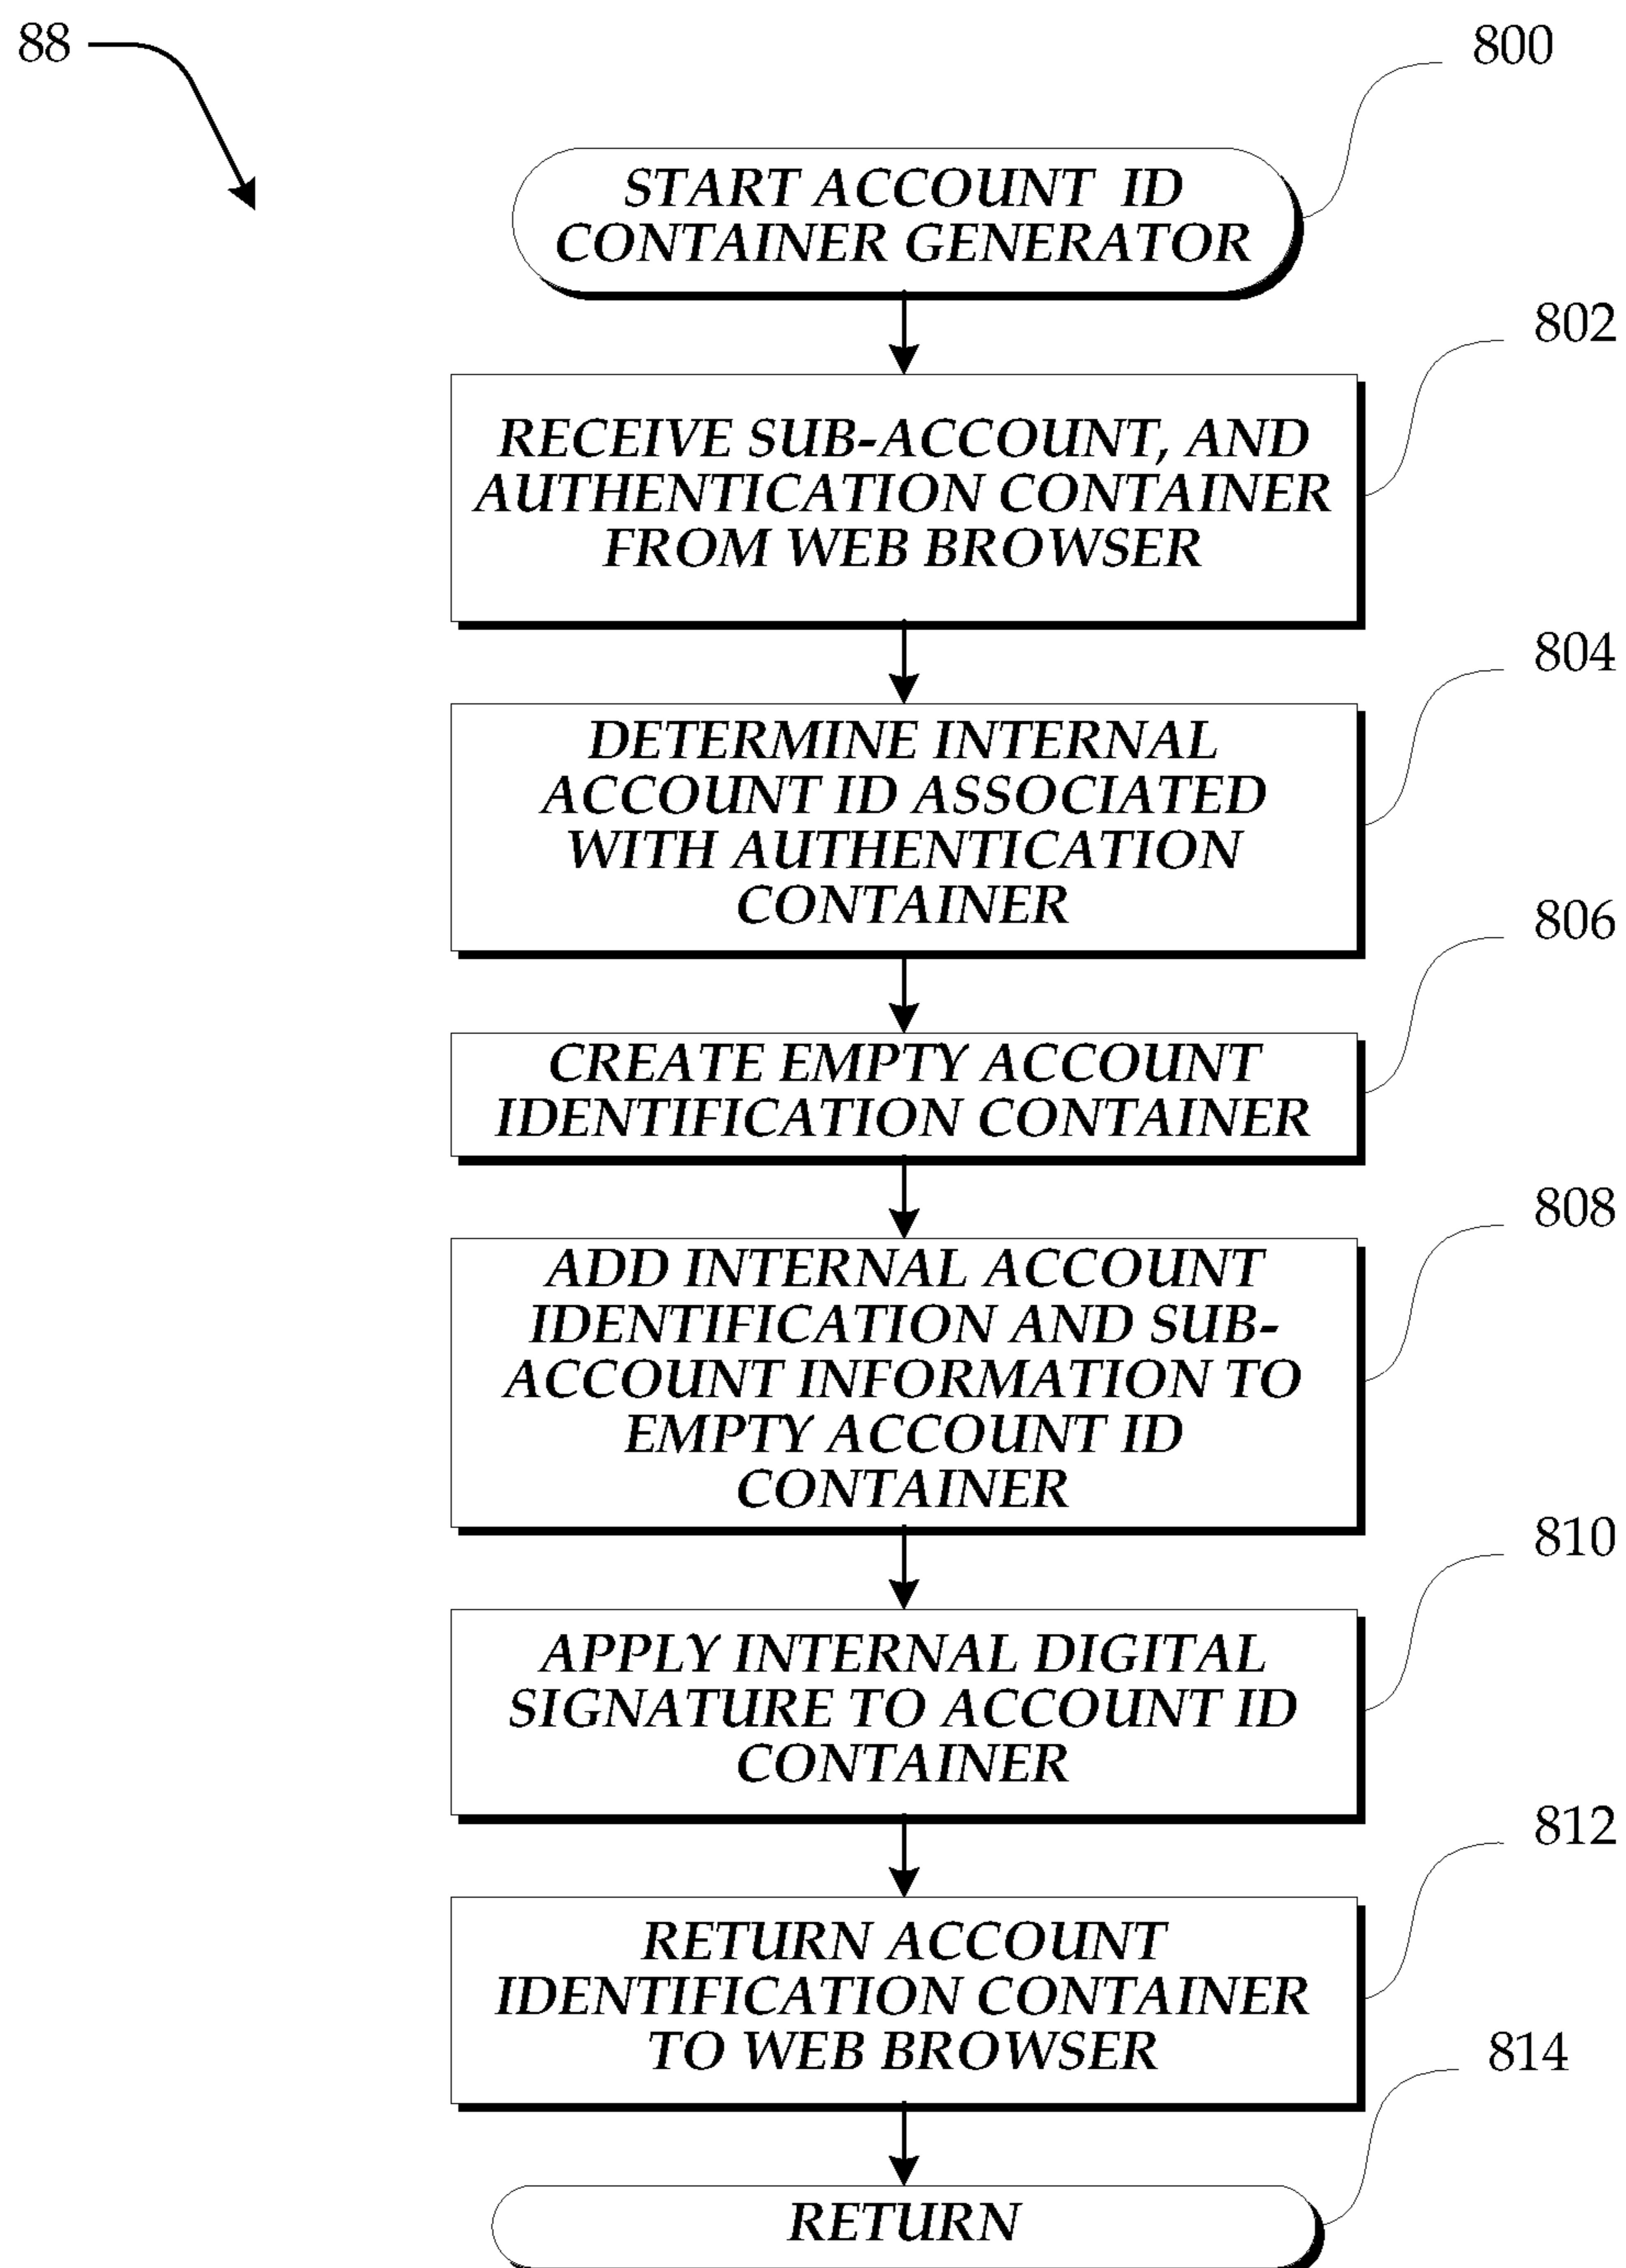 88
800
START ACCOUNT ID
CONTAINER GENERATOR
802
RECEIVE SUB-ACCOUNT, AND
AUTHENTICATION CONTAINER
FROM WEB BROWSER
804
DETERMINE INTERNAL
ACCOUNT ID ASSOCIATED
WITH AUTHENTICATION
CONTAINER
806
CREATE EMPTY ACCOUNT
IDENTIFICATION CONTAINER
808
ADD INTERNAL ACCOUNT
IDENTIFICATION AND SUB-
ACCOUNT INFORMATION TO
EMPTY ACCOUNT ID
CONTAINER
810
APPLY INTERNAL DIGITAL
SIGNATURE TO ACCOUNT ID
CONTAINER
812
RETURN ACCOUNT
IDENTIFICATION CONTAINER
TO WEB BROWSER
814
RETURN